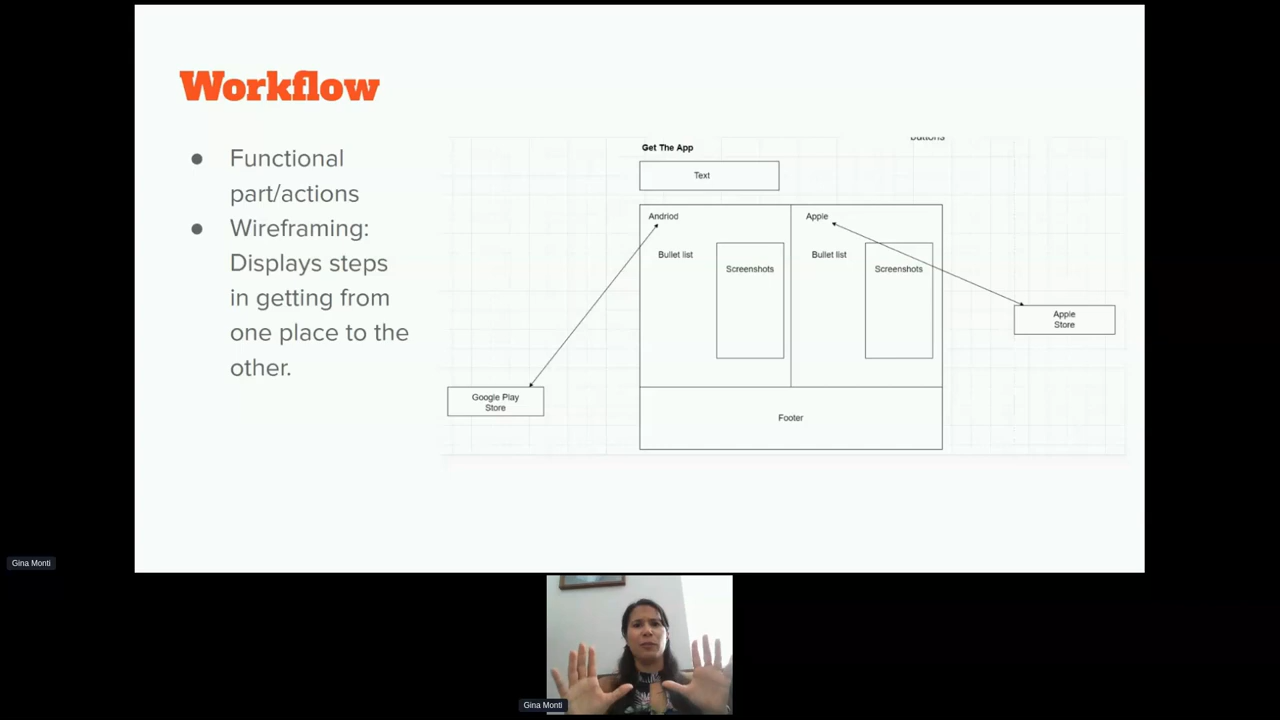 Workflow
● Functional
part/actions
● Wireframing:
Displays steps
in getting from
one place to the
other.
buttons
Get The App
Text
Andriod
Apple
Bullet list
Screenshots
Bullet list
Screenshots
Apple
Store
Google Play
Store
Footer
Gina Monti
Gina Monti